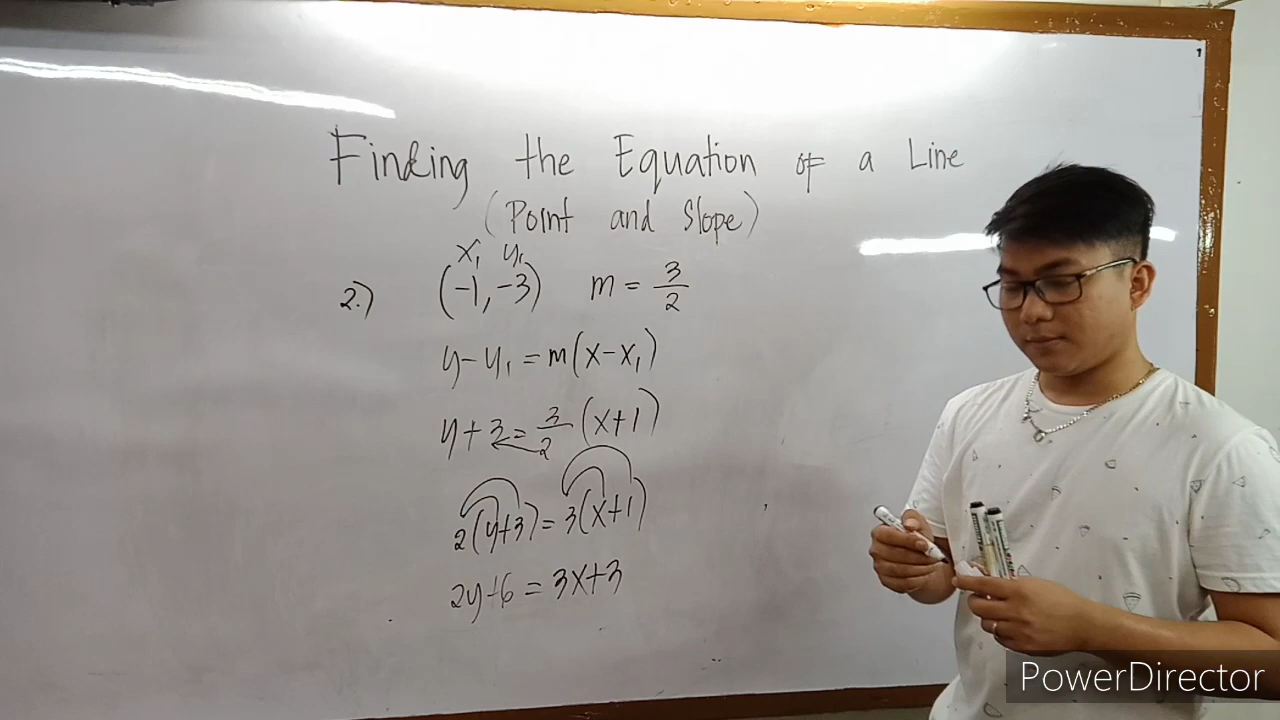 Finding the Equation of a Line
(Point and Slope)
x₁ y₁
2.) (-1, -3) m = 3/2
y - y₁ = m(x - x₁)
y + 3 = 3/2 (x + 1)
2(y+3) = 3(x+1)
2y+6 = 3x+3
PowerDirector